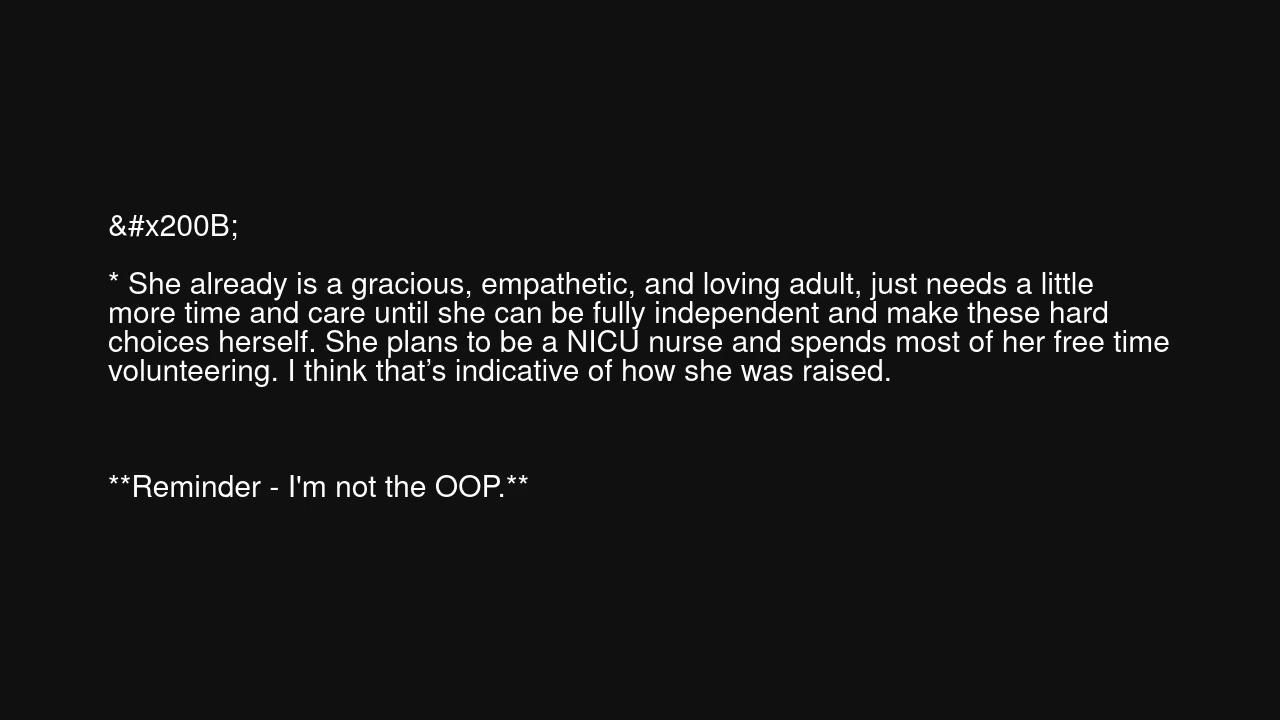 &#x200B;
* She already is a gracious, empathetic, and loving adult, just needs a little
more time and care until she can be fully independent and make these hard
choices herself. She plans to be a NICU nurse and spends most of her free time
volunteering. I think that’s indicative of how she was raised.
**Reminder - I'm not the OOP.**